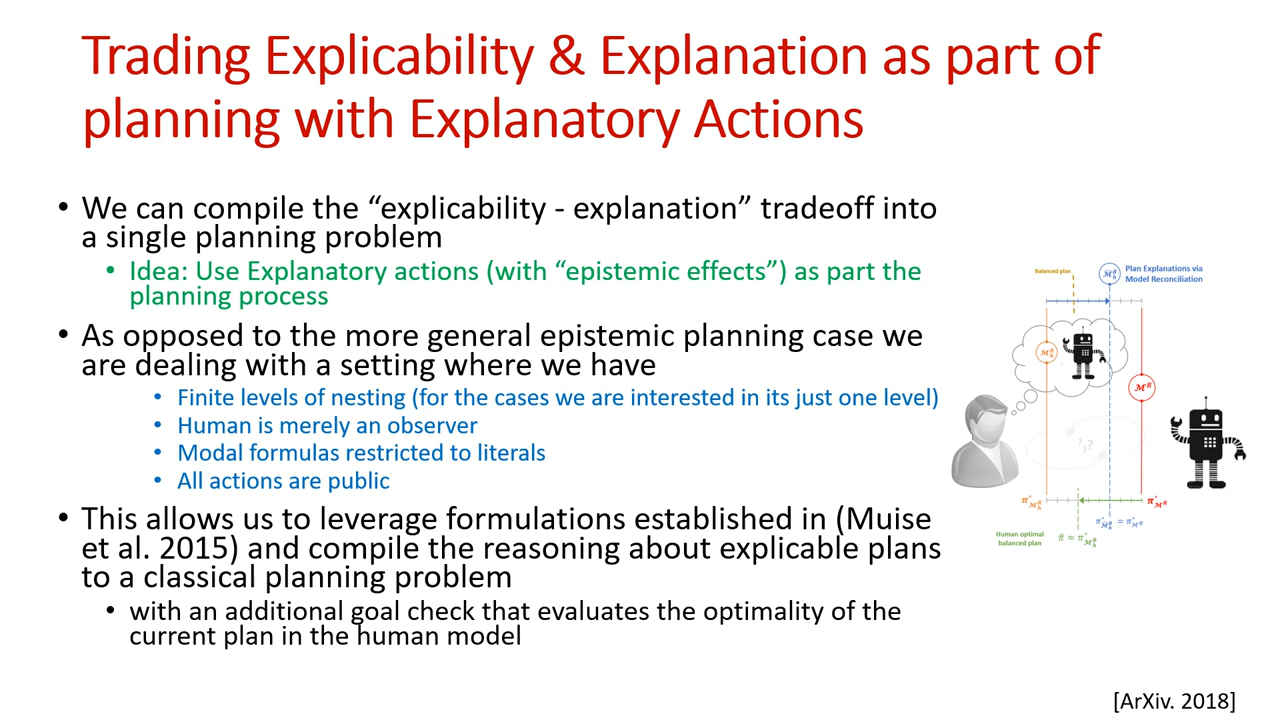 Trading Explicability & Explanation as part of
planning with Explanatory Actions
• We can compile the “explicability - explanation” tradeoff into
a single planning problem
• Idea: Use Explanatory actions (with “epistemic effects”) as part the
planning process
• As opposed to the more general epistemic planning case we
are dealing with a setting where we have
• Finite levels of nesting (for the cases we are interested in its just one level)
• Human is merely an observer
• Modal formulas restricted to literals
• All actions are public
• This allows us to leverage formulations established in (Muise
et al. 2015) and compile the reasoning about explicable plans
to a classical planning problem
• with an additional goal check that evaluates the optimality of the
current plan in the human model
Balanced plan
Plan Explanations via
Model Reconciliation
Human optimal
balanced plan
[ArXiv. 2018]